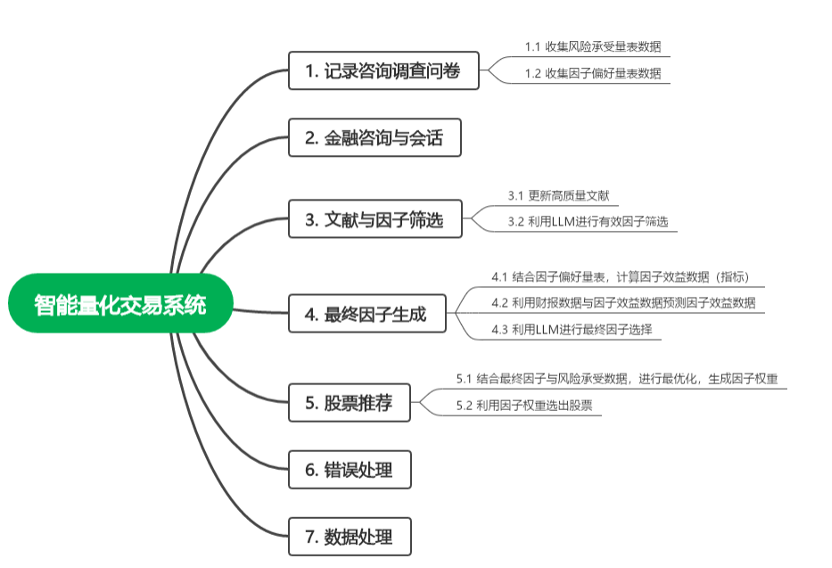 智能量化交易系统
1. 记录咨询调查问卷
1.1 收集风险承受量表数据
1.2 收集因子偏好量表数据
2. 金融咨询与会话
3. 文献与因子筛选
3.1 更新高质量文献
3.2 利用LLM进行有效因子筛选
4. 最终因子生成
4.1 结合因子偏好量表，计算因子效益数据（指标）
4.2 利用财报数据与因子效益数据预测因子效益数据
4.3 利用LLM进行最终因子选择
5. 股票推荐
5.1 结合最终因子与风险承受数据，进行最优化，生成因子权重
5.2 利用因子权重选出股票
6. 错误处理
7. 数据处理